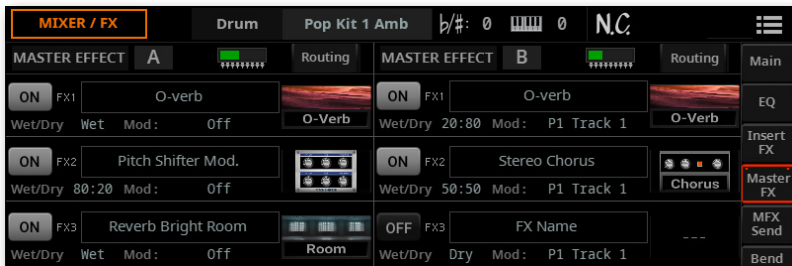 MIXER / FX Drum Pop Kit 1 Amb ♭/#: 0 0 N.C.
MASTER EFFECT A Routing MASTER EFFECT B Routing Main
ON FX1 O-verb O-Verb ON FX1 O-verb O-Verb EQ
Wet/Dry Wet Mod: Off Wet/Dry 20:80 Mod: P1 Track 1
Insert
FX
ON FX2 Pitch Shifter Mod. ON FX2 Stereo Chorus Chorus
Wet/Dry 80:20 Mod: Off Wet/Dry 50:50 Mod: P1 Track 1
Master
FX
ON FX3 Reverb Bright Room Room OFF FX3 FX Name ---
Wet/Dry Wet Mod: Off Wet/Dry Dry Mod: P1 Track 1
MFX
Send
Bend